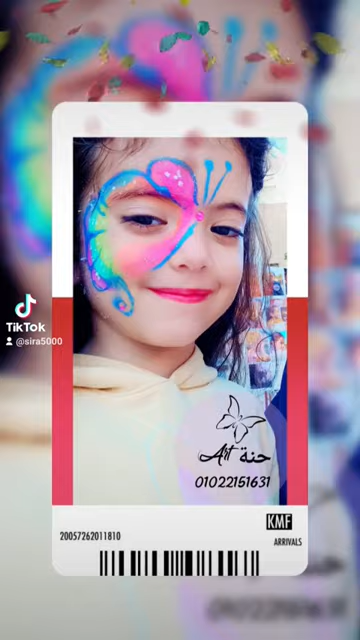 TikTok
@sira5000
Art حنة
01022151631
KMF
20057262011810
ARRIVALS